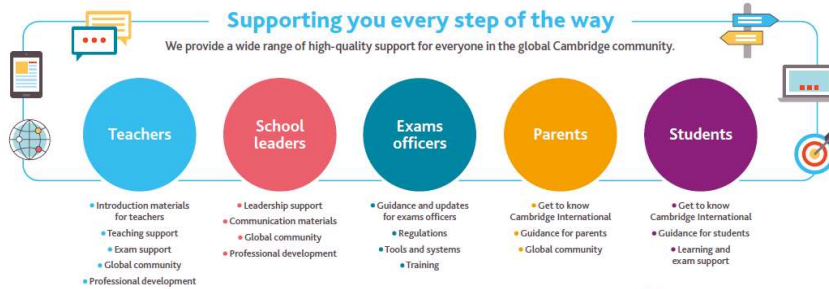 Supporting you every step of the way
We provide a wide range of high-quality support for everyone in the global Cambridge community.
Teachers
School
leaders
Exams
officers
Parents
Students
• Introduction materials
for teachers
• Teaching support
• Exam support
• Global community
• Professional development
• Leadership support
• Communication materials
• Global community
• Professional development
• Guidance and updates
for exams officers
• Regulations
• Tools and systems
• Training
• Get to know
Cambridge International
• Guidance for parents
• Global community
• Get to know
Cambridge International
• Guidance for students
• Learning and
exam support